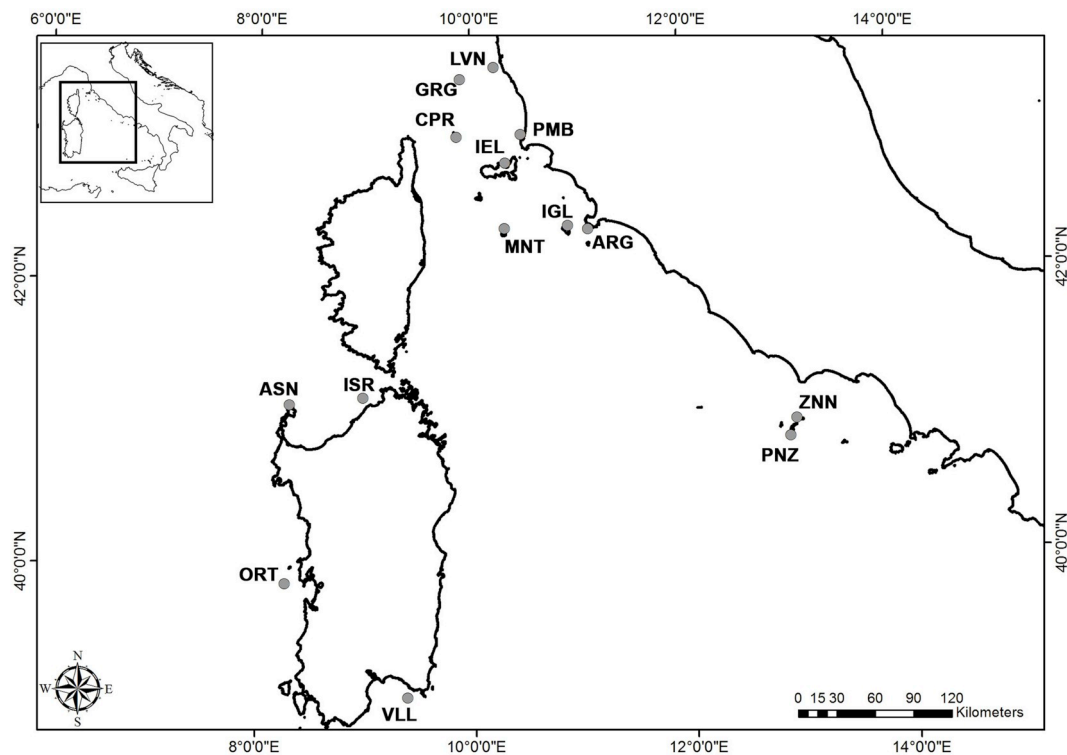 6°0'0"E 8°0'0"E 10°0'0"E 12°0'0"E 14°0'0"E
LVN
GRG
CPR
PMB
IEL
IGL
MNT
ARG
42°0'0"N
42°0'0"N
ASN
ISR
ZNN
PNZ
40°0'0"N
40°0'0"N
ORT
VLL
N
W E
S
0 15 30 60 90 120
Kilometers
8°0'0"E 10°0'0"E 12°0'0"E 14°0'0"E